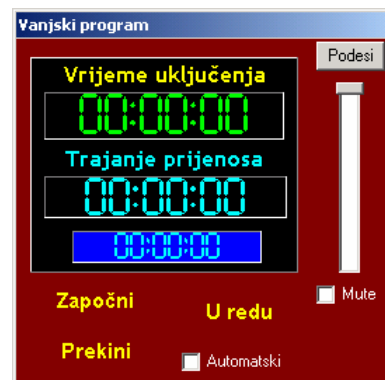 Vanjski program
Podesi
Vrijeme uključenja
00:00:00
Trajanje prijenosa
00:00:00
00:00:00
Započni
U redu
Mute
Prekini
Automatski